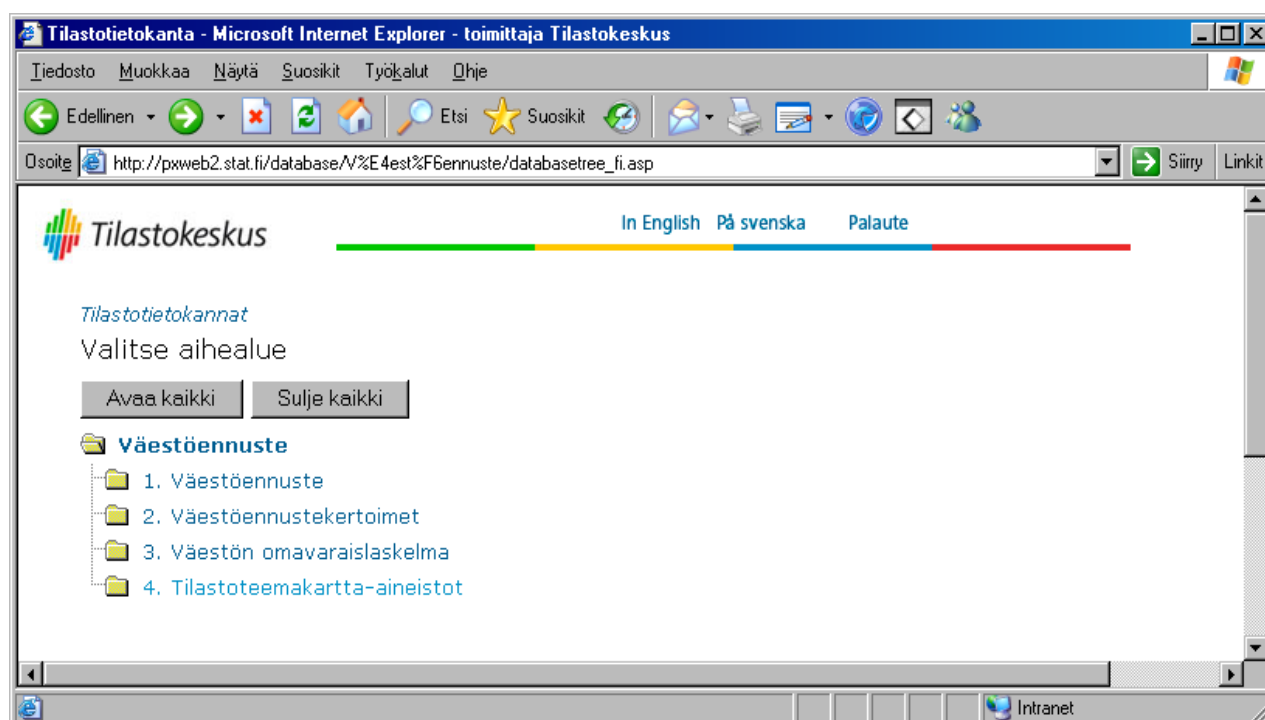 Tilastotietokanta - Microsoft Internet Explorer - toimittaja Tilastokeskus
Tiedosto Muokkaa Näytä Suosikit Työkalut Ohje
Edellinen Etsi Suosikit
Osoite http://pxweb2.stat.fi/database/V%E4est%F6ennuste/databasetree_fi.asp Siirry Linkit
Tilastokeskus In English På svenska Palaute
Tilastotietokannat
Valitse aihealue
Avaa kaikki Sulje kaikki
Väestöennuste
1. Väestöennuste
2. Väestöennustekertoimet
3. Väestön omavaraislaskelma
4. Tilastoteemakartta-aineistot
Intranet